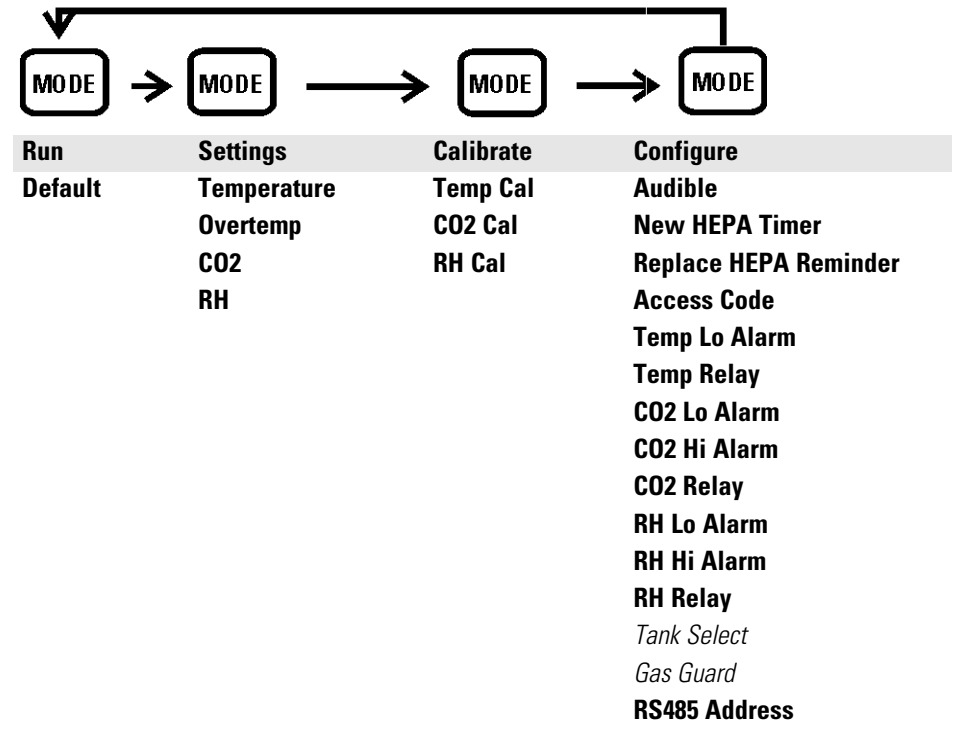 MODE MODE MODE MODE
Run Settings Calibrate Configure
Default Temperature Temp Cal Audible
Overtemp CO2 Cal New HEPA Timer
CO2 RH Cal Replace HEPA Reminder
RH Access Code
Temp Lo Alarm
Temp Relay
CO2 Lo Alarm
CO2 Hi Alarm
CO2 Relay
RH Lo Alarm
RH Hi Alarm
RH Relay
Tank Select
Gas Guard
RS485 Address